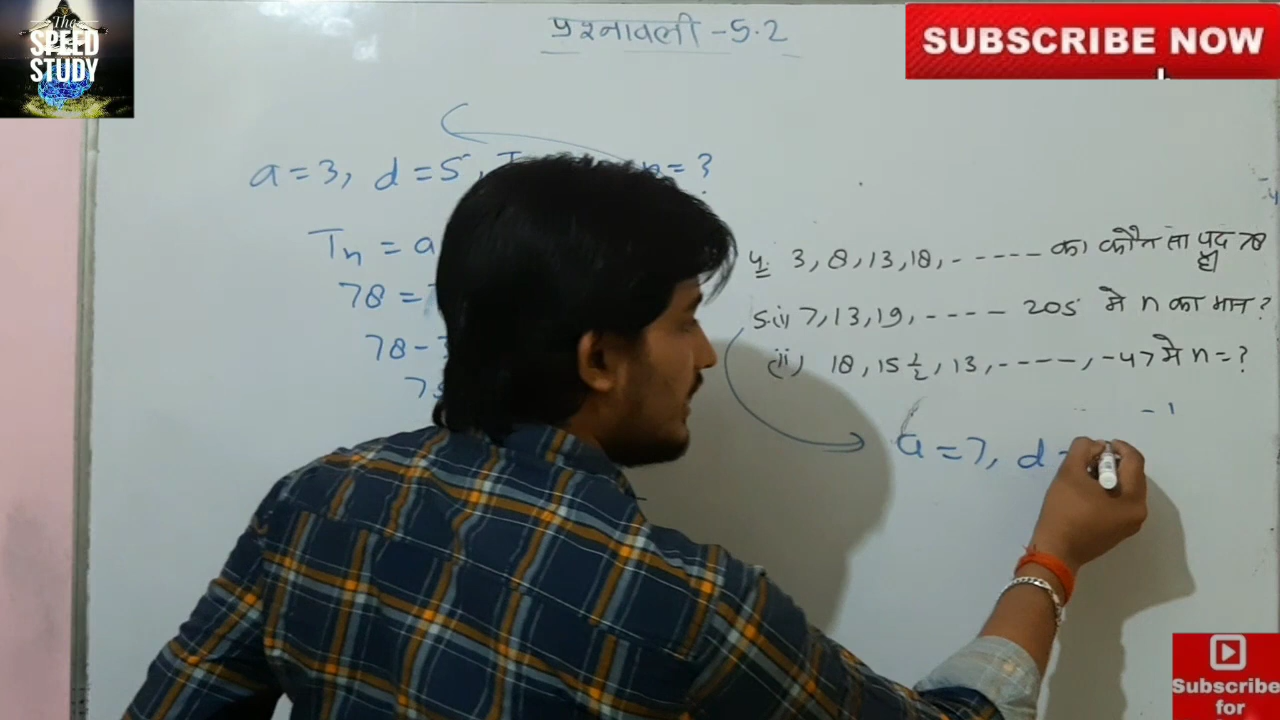 The
SPEED
STUDY
प्रश्नावली - 5.2
SUBSCRIBE NOW
a = 3, d = 5, n = ?
Tn = a
78 =
78 -
4. 3, 8, 13, 18, - - - - - का कौन सा पद 78
है
5.(i) 7, 13, 19, - - - - 205 मे n का मान ?
(ii) 18, 15 1/2, 13, - - - - , -47 मे n = ?
a = 7, d =
Subscribe
for